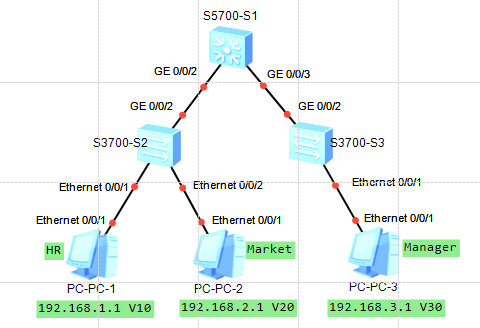 S5700-S1
GE 0/0/2
GE 0/0/3
GE 0/0/2
GE 0/0/2
S3700-S2
S3700-S3
Ethernet 0/0/1
Ethernet 0/0/2
Ethernet 0/0/1
Ethernet 0/0/1
Ethernet 0/0/1
Ethernet 0/0/1
HR
Market
Manager
PC-PC-1
PC-PC-2
PC-PC-3
192.168.1.1 V10
192.168.2.1 V20
192.168.3.1 V30